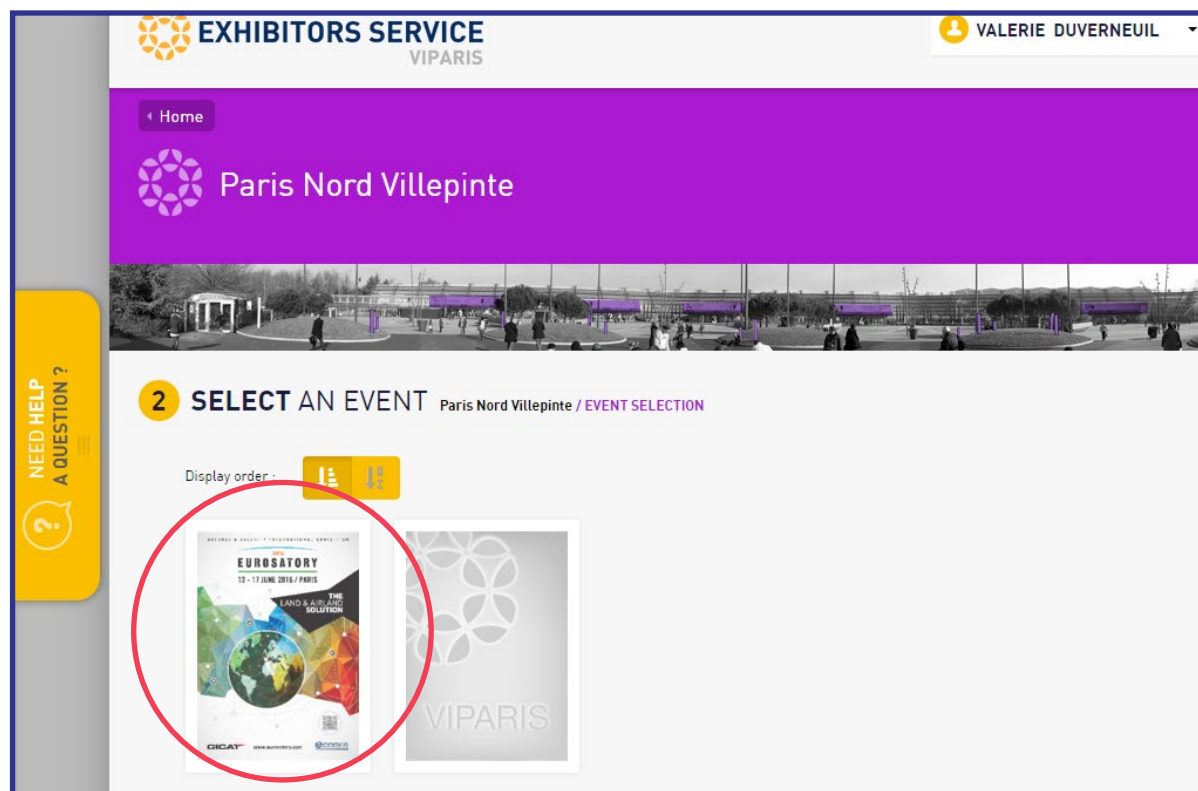 EXHIBITORS SERVICE
VIPARIS
VALERIE DUVERNEUIL
Home
Paris Nord Villepinte
NEED HELP
A QUESTION ?
?
2 SELECT AN EVENT Paris Nord Villepinte / EVENT SELECTION
Display order :
EUROSATORY
13 - 17 JUNE 2016 / PARIS
THE
LAND & AIRLAND
SOLUTION
GICAT
VIPARIS